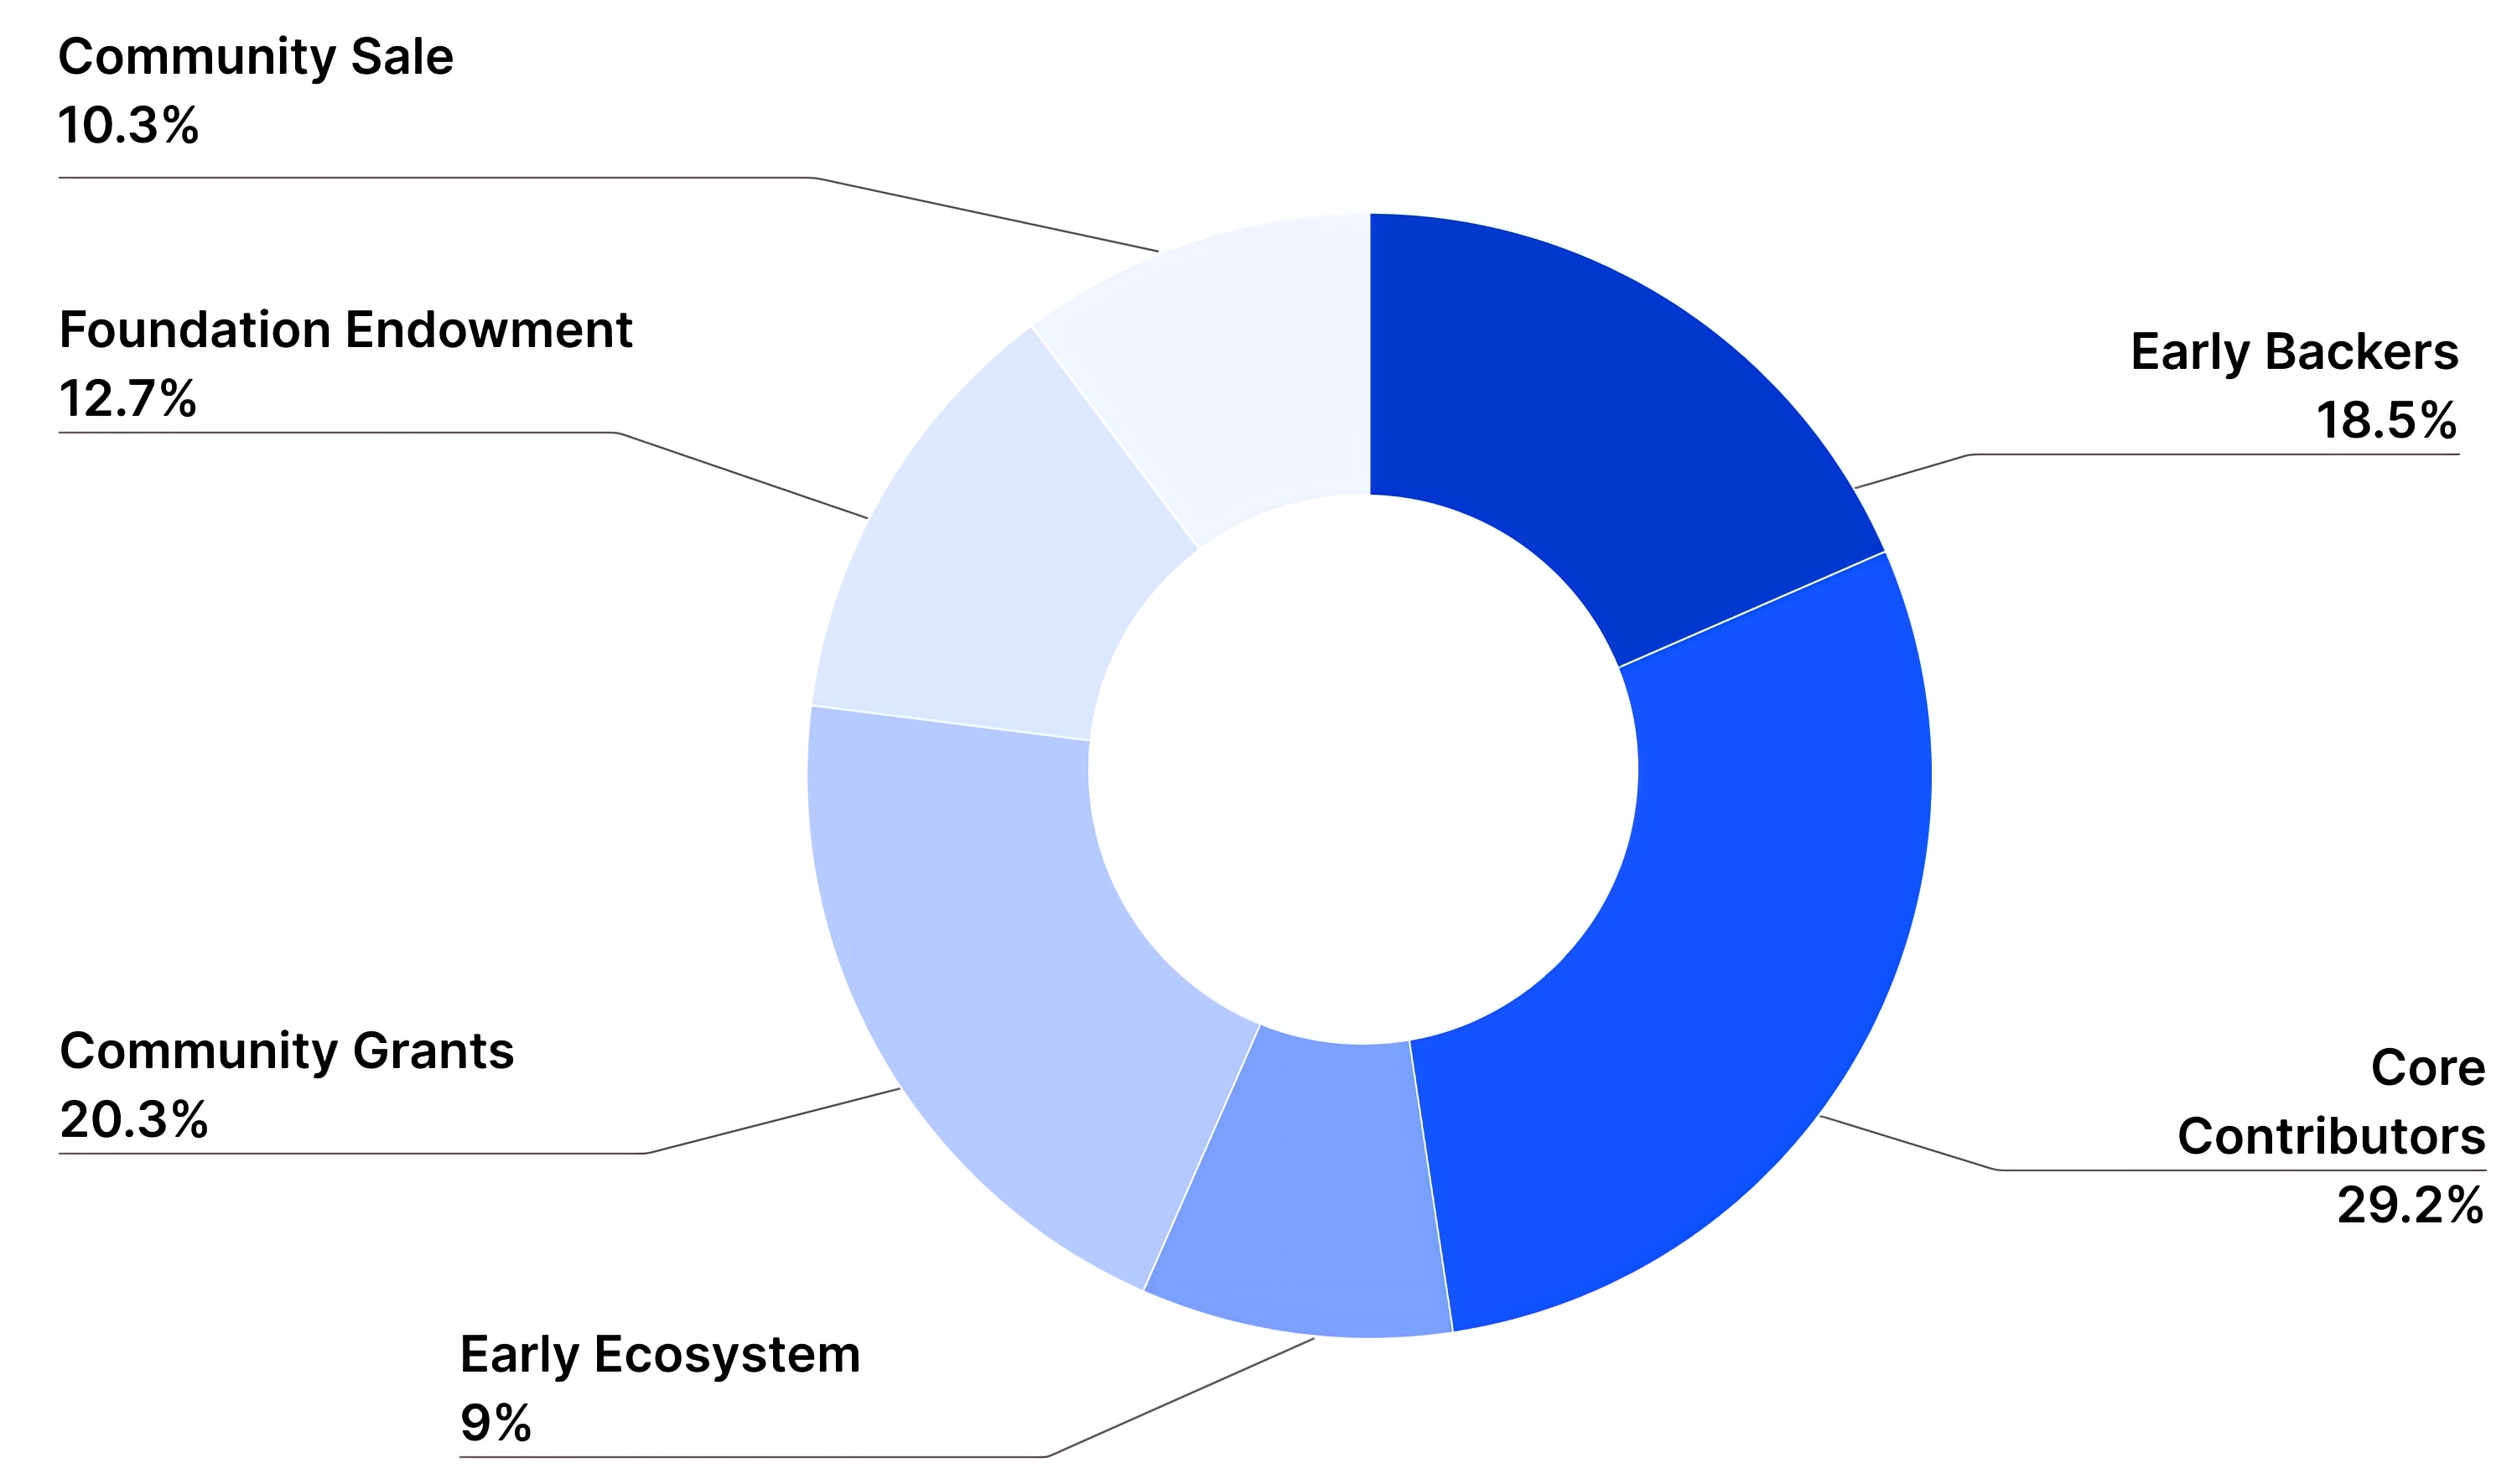 Community Sale
10.3%
Foundation Endowment
12.7%
Early Backers
18.5%
Community Grants
20.3%
Core
Contributors
29.2%
Early Ecosystem
9%